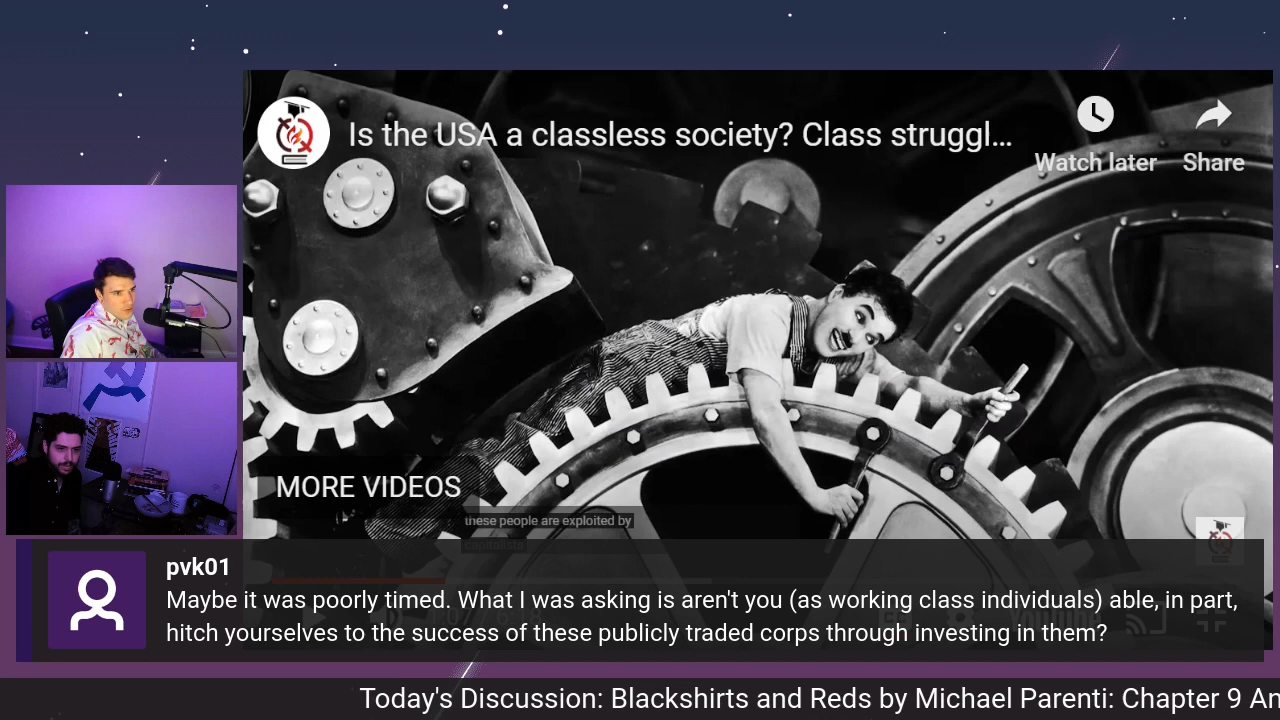 Is the USA a classless society? Class struggl...
Watch later
Share
MORE VIDEOS
these people are exploited by
capitalists
pvk01
Maybe it was poorly timed. What I was asking is aren't you (as working class individuals) able, in part,
hitch yourselves to the success of these publicly traded corps through investing in them?
Today's Discussion: Blackshirts and Reds by Michael Parenti: Chapter 9 An